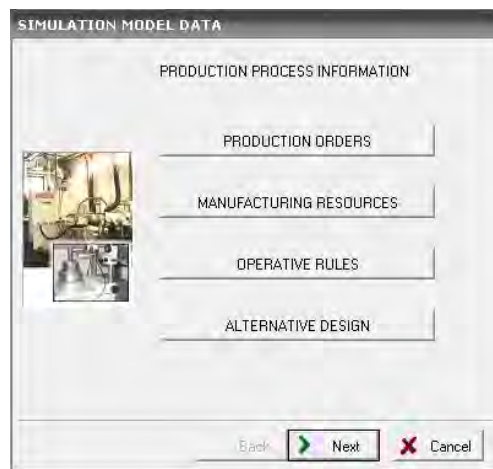 SIMULATION MODEL DATA
PRODUCTION PROCESS INFORMATION
PRODUCTION ORDERS
MANUFACTURING RESOURCES
OPERATIVE RULES
ALTERNATIVE DESIGN
Back Next Cancel